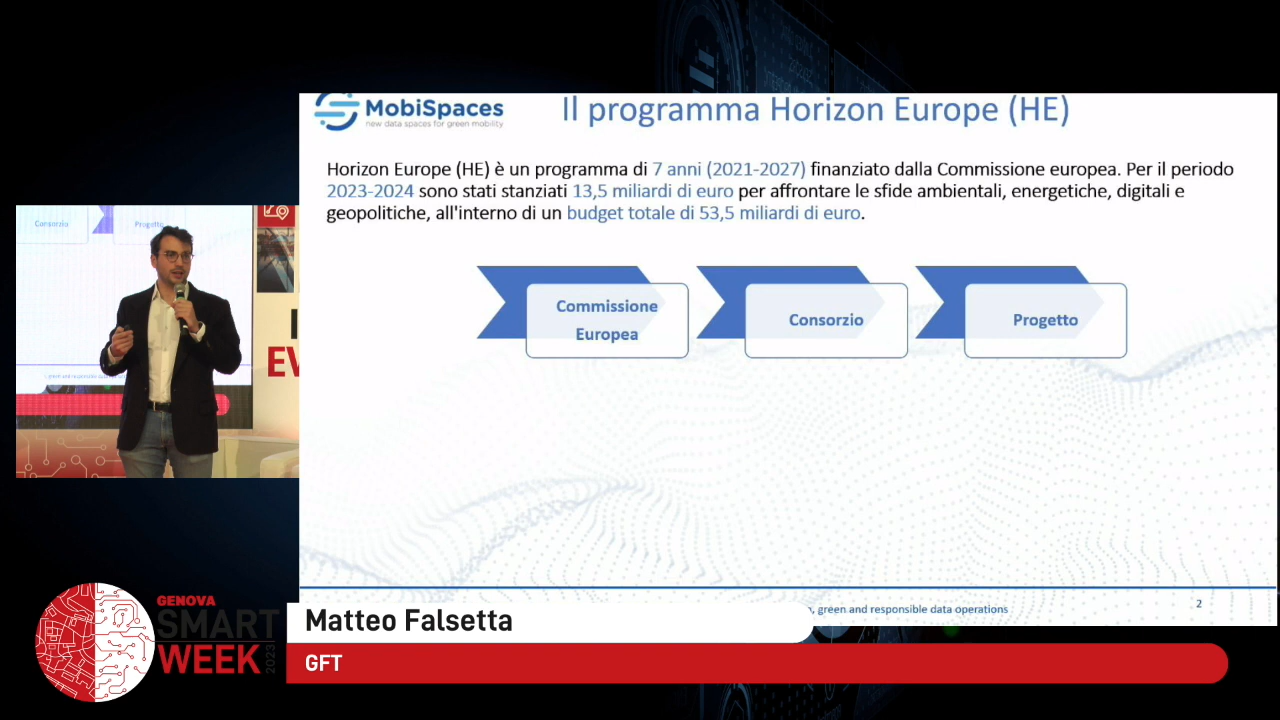 MobiSpaces
new data spaces for green mobility
Il programma Horizon Europe (HE)
Horizon Europe (HE) è un programma di 7 anni (2021-2027) finanziato dalla Commissione europea. Per il periodo
2023-2024 sono stati stanziati 13,5 miliardi di euro per affrontare le sfide ambientali, energetiche, digitali e
geopolitiche, all'interno di un budget totale di 53,5 miliardi di euro.
Commissione
Europea
Consorzio
Progetto
Consorzio
Progetto
EV
green and responsible data operations
2
Matteo Falsetta
GFT
GENOVA
SMART
WEEK
2023